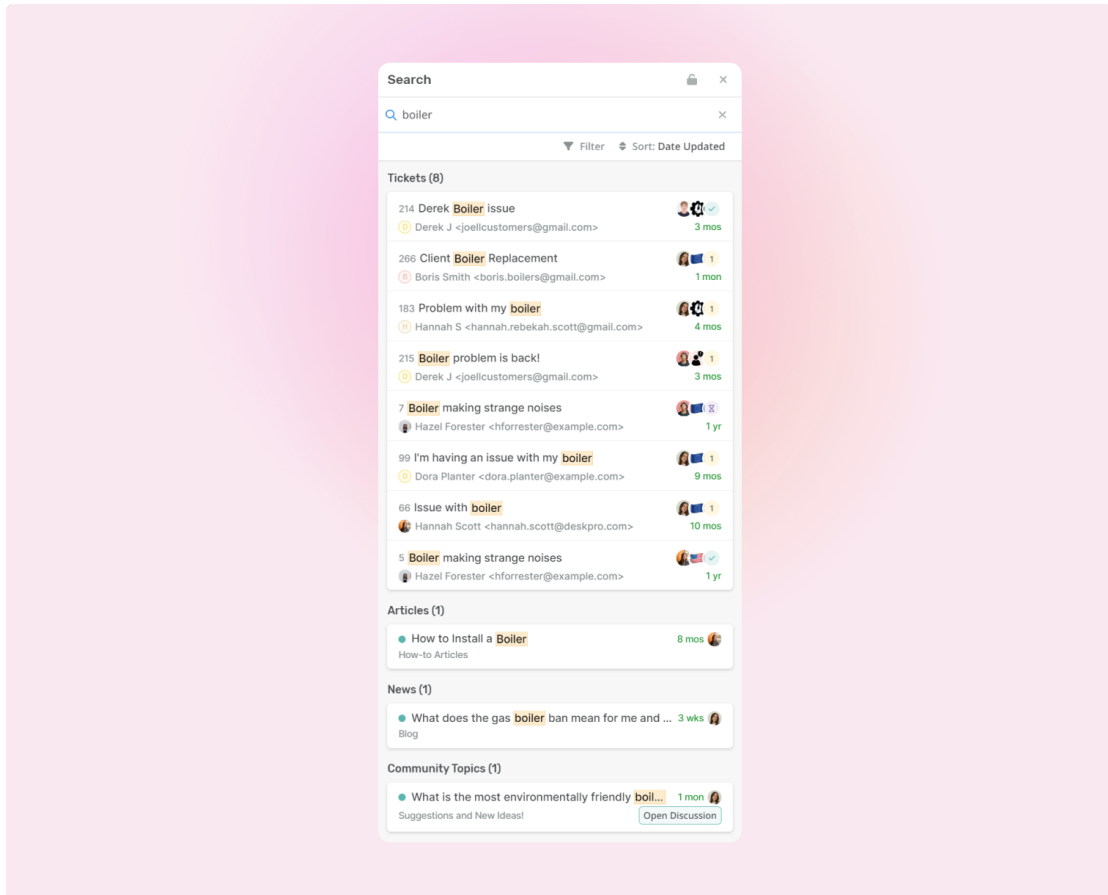 Search
boiler
Filter Sort: Date Updated
Tickets (8)
214 Derek Boiler issue
D Derek J <joellcustomers@gmail.com> 3 mos
266 Client Boiler Replacement 1
B Boris Smith <boris.boilers@gmail.com> 1 mon
183 Problem with my boiler 1
H Hannah S <hannah.rebekah.scott@gmail.com> 4 mos
215 Boiler problem is back! 1
D Derek J <joellcustomers@gmail.com> 3 mos
7 Boiler making strange noises
Hazel Forester <hforrester@example.com> 1 yr
99 I'm having an issue with my boiler 1
D Dora Planter <dora.planter@example.com> 9 mos
66 Issue with boiler 1
Hannah Scott <hannah.scott@deskpro.com> 10 mos
5 Boiler making strange noises
Hazel Forester <hforrester@example.com> 1 yr
Articles (1)
How to Install a Boiler 8 mos
How-to Articles
News (1)
What does the gas boiler ban mean for me and ... 3 wks
Blog
Community Topics (1)
What is the most environmentally friendly boil... 1 mon
Suggestions and New Ideas! Open Discussion